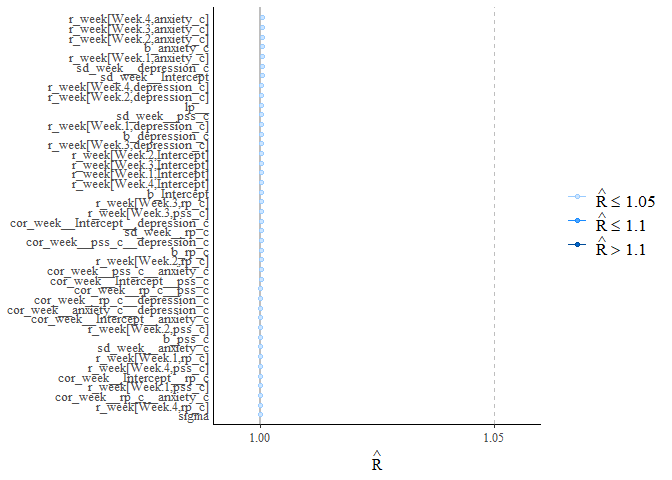 r_week[Week.4,anxiety_c]
r_week[Week.3,anxiety_c]
r_week[Week.2,anxiety_c]
b_anxiety_c
r_week[Week.1,anxiety_c]
sd_week__depression_c
sd_week__Intercept
r_week[Week.4,depression_c]
r_week[Week.2,depression_c]
lp__
sd_week__pss_c
r_week[Week.1,depression_c]
b_depression_c
r_week[Week.3,depression_c]
r_week[Week.2,Intercept]
r_week[Week.3,Intercept]
r_week[Week.1,Intercept]
r_week[Week.4,Intercept]
b_Intercept
r_week[Week.3,rp_c]
r_week[Week.3,pss_c]
cor_week__Intercept__depression_c
sd_week__rp_c
cor_week__pss_c__depression_c
b_rp_c
r_week[Week.2,rp_c]
cor_week__pss_c__anxiety_c
cor_week__Intercept__pss_c
cor_week__rp_c__pss_c
cor_week__rp_c__depression_c
cor_week__anxiety_c__depression_c
cor_week__Intercept__anxiety_c
r_week[Week.2,pss_c]
b_pss_c
sd_week__anxiety_c
r_week[Week.1,rp_c]
r_week[Week.4,pss_c]
cor_week__Intercept__rp_c
r_week[Week.1,pss_c]
cor_week__rp_c__anxiety_c
r_week[Week.4,rp_c]
sigma
1.00 1.05
R̂
R̂ ≤ 1.05
R̂ ≤ 1.1
R̂ > 1.1